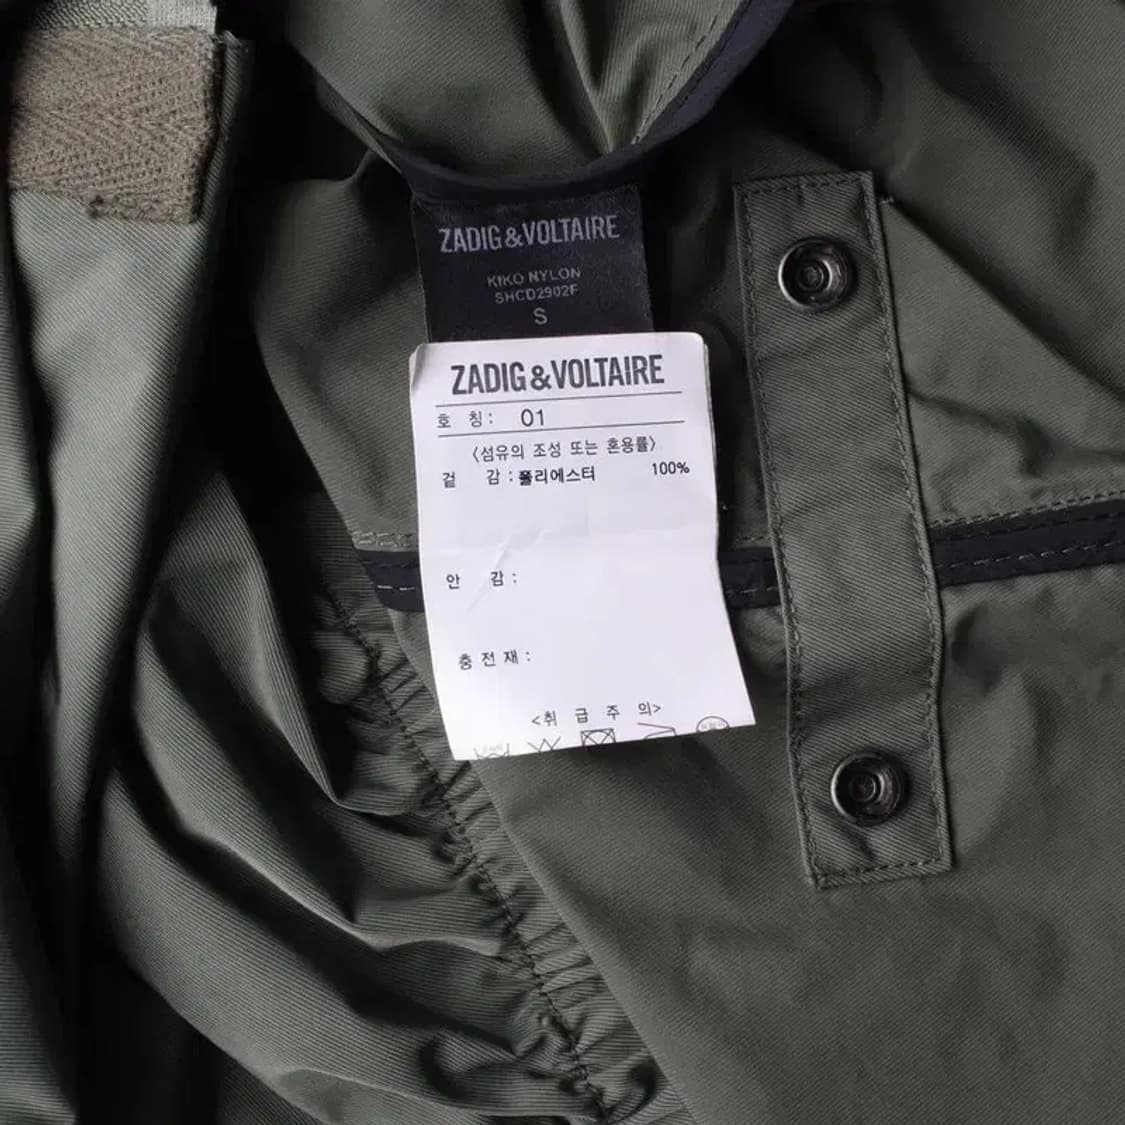 ZADIG&VOLTAIRE
KIKO NYLON
SHCD2902F
S
ZADIG&VOLTAIRE
호 칭: 01
〈섬유의 조성 또는 혼용률〉
겉 감 : 폴리에스터 100%
안 감 :
충 전 재 :
<취 급 주 의>